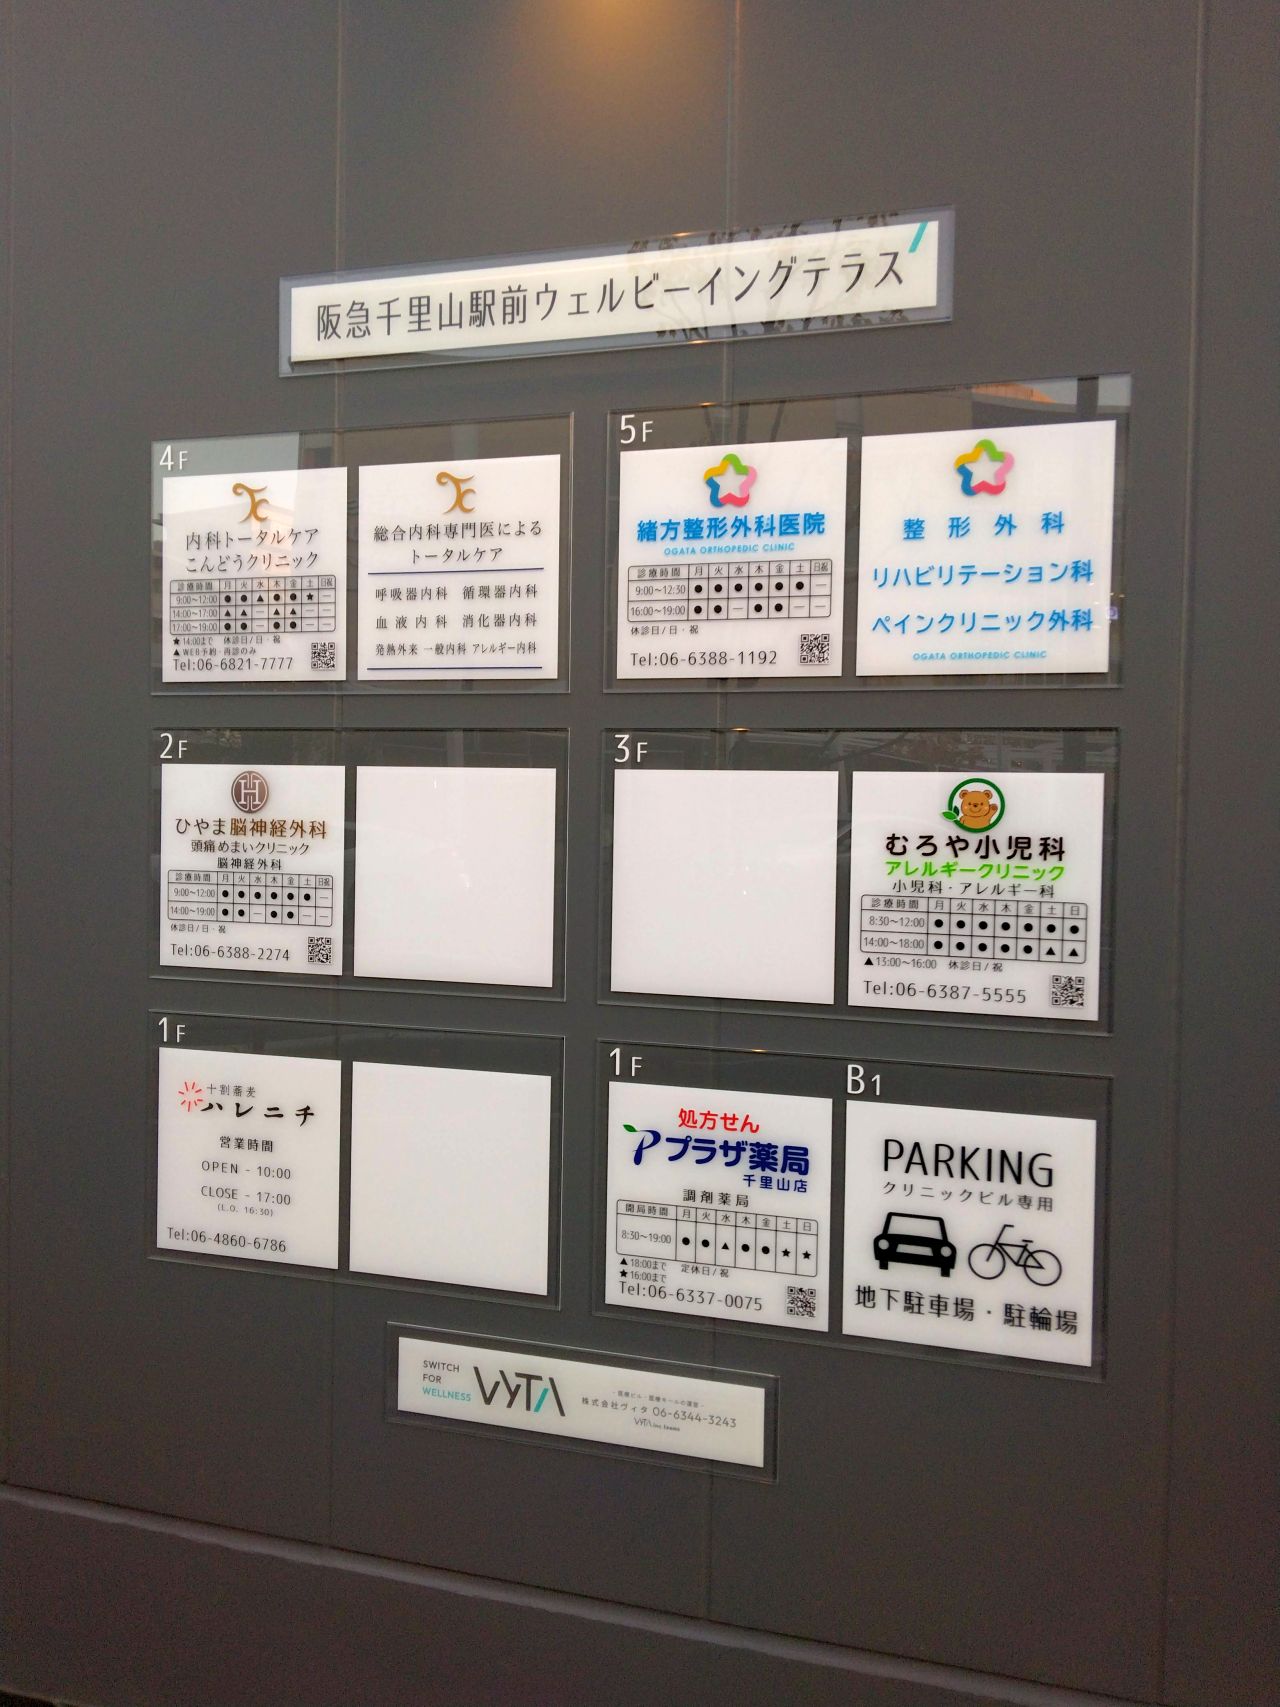 阪急千里山駅前ウェルビーイングテラス
4F
内科トータルケア
こんどうクリニック
診療時間 月 火 水 木 金 土 日祝
9:00〜12:00 ● ● ▲ ● ● ★ —
14:00〜17:00 ▲ ▲ — ▲ ▲ — —
17:00〜19:00 ● ● — ● ● — —
★14:00まで 休診日/日・祝
▲WEB予約・再診のみ
Tel:06-6821-7777
総合内科専門医による
トータルケア
呼吸器内科 循環器内科
血液内科 消化器内科
発熱外来 一般内科 アレルギー内科
5F
緒方整形外科医院
OGATA ORTHOPEDIC CLINIC
診療時間 月 火 水 木 金 土 日祝
9:00〜12:30 ● ● ● ● ● ● —
16:00〜19:00 ● ● — ● ● — —
休診日/日・祝
Tel:06-6388-1192
整形外科
リハビリテーション科
ペインクリニック外科
OGATA ORTHOPEDIC CLINIC
2F
H
ひやま脳神経外科
頭痛めまいクリニック
脳神経外科
診療時間 月 火 水 木 金 土 日祝
9:00〜12:00 ● ● ● ● ● ● —
14:00〜19:00 ● ● — ● ● — —
休診日/日・祝
Tel:06-6388-2274
3F
むろや小児科
アレルギークリニック
小児科・アレルギー科
診療時間 月 火 水 木 金 土 日
8:30〜12:00 ● ● ● ● ● ● ●
14:00〜18:00 ● ● ● ● ● ▲ ▲
▲13:00〜16:00 休診日/祝
Tel:06-6387-5555
1F
十割蕎麦
ハレニチ
営業時間
OPEN - 10:00
CLOSE - 17:00
(L.O. 16:30)
Tel:06-4860-6786
1F
処方せん
プラザ薬局
千里山店
調剤薬局
開局時間 月 火 水 木 金 土 日
8:30〜19:00 ● ● ▲ ● ● ★ ★
▲18:00まで 定休日/祝
★16:00まで
Tel:06-6337-0075
B1
PARKING
クリニックビル専用
地下駐車場・駐輪場
SWITCH
FOR
WELLNESS
VYTA
-医療ビル・医療モールの運営-
株式会社ヴィタ 06-6344-3243